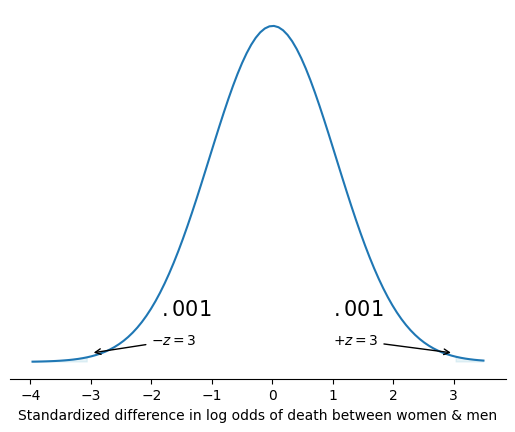 .001 .001
−z = 3 +z = 3
−4 −3 −2 −1 0 1 2 3
Standardized difference in log odds of death between women & men